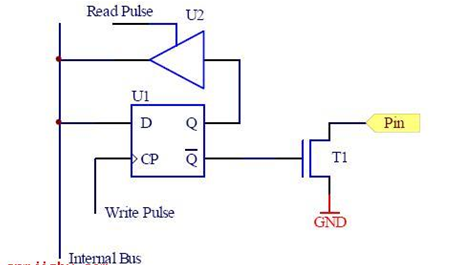 Read Pulse
U2
U1
D
Q
CP
Q
Pin
T1
Write Pulse
GND
Internal Bus